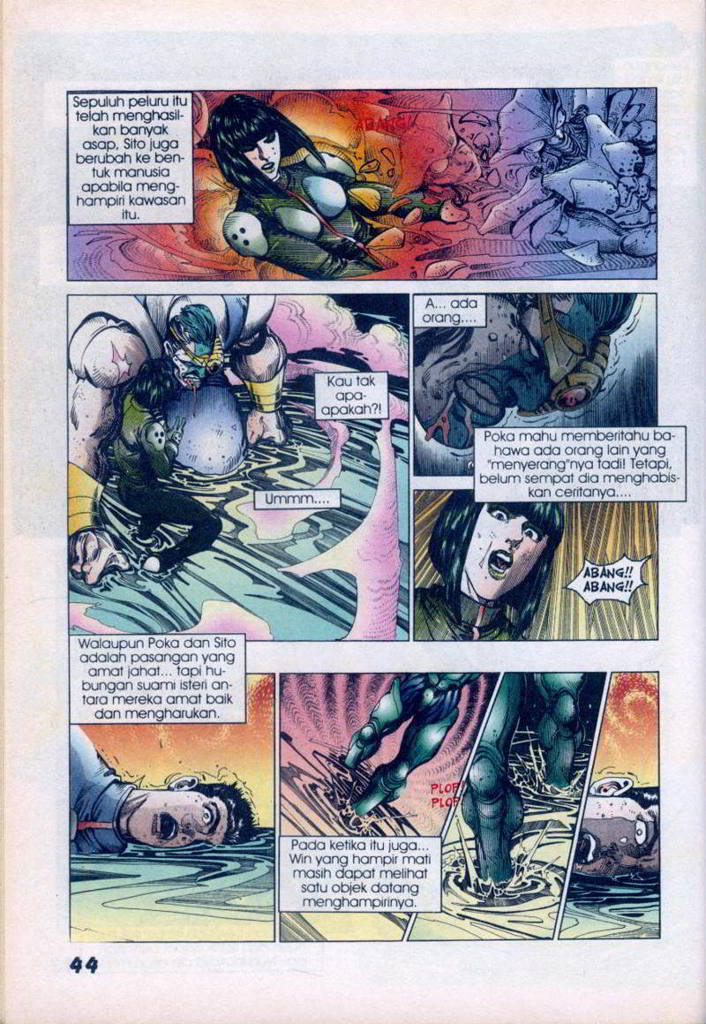 Sepuluh peluru itu
telah menghasil-
kan banyak
asap, Sito juga
berubah ke ben-
tuk manusia
apabila meng-
hampiri kawasan
itu.
ABANG!
Kau tak
apa-
apakah?!
Ummm....
A... ada
orang....
Poka mahu memberitahu ba-
hawa ada orang lain yang
"menyerang"nya tadi! Tetapi,
belum sempat dia menghabis-
kan ceritanya....
ABANG!!
ABANG!!
Walaupun Poka dan Sito
adalah pasangan yang
amat jahat... tapi hu-
bungan suami isteri an-
tara mereka amat baik
dan mengharukan.
PLOP
PLOP
Pada ketika itu juga...
Win yang hampir mati
masih dapat melihat
satu objek datang
menghampirinya.
44